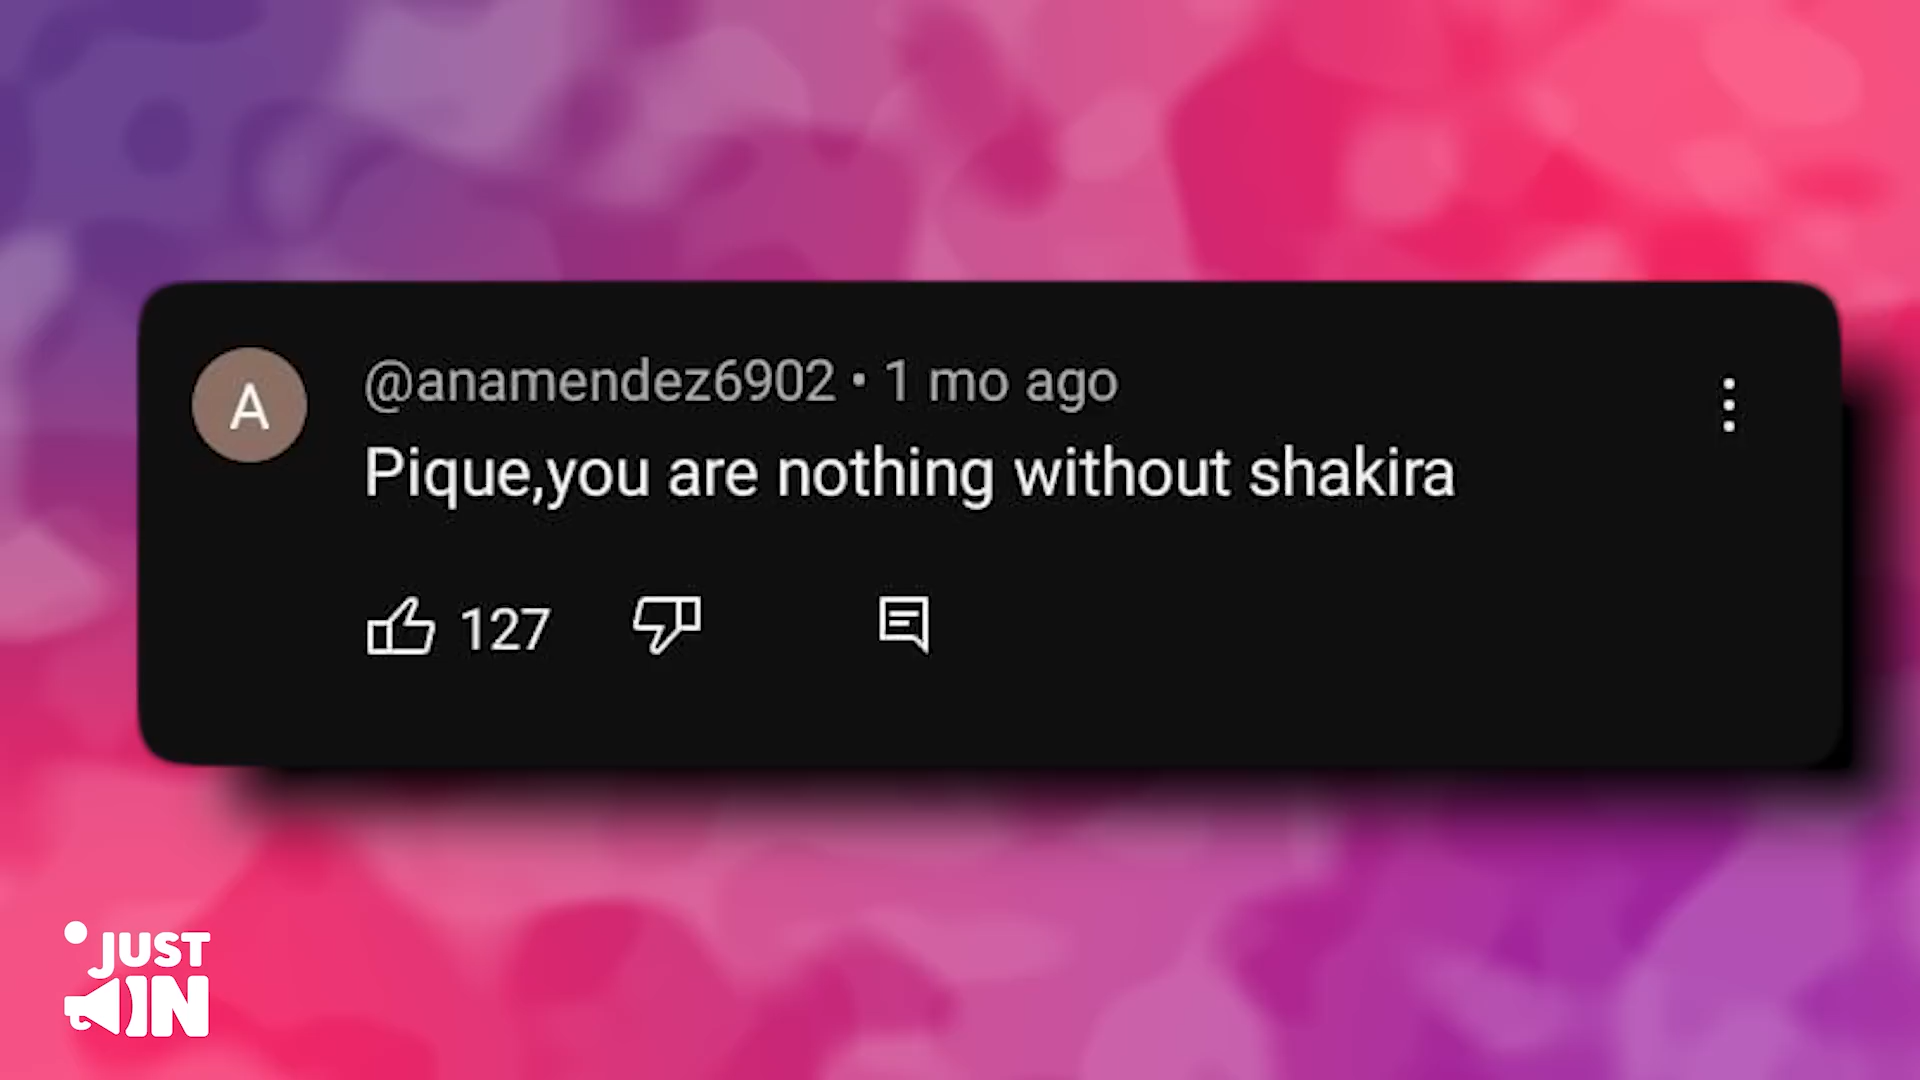 A
@anamendez6902 • 1 mo ago
Pique,you are nothing without shakira
127
JUST
IN